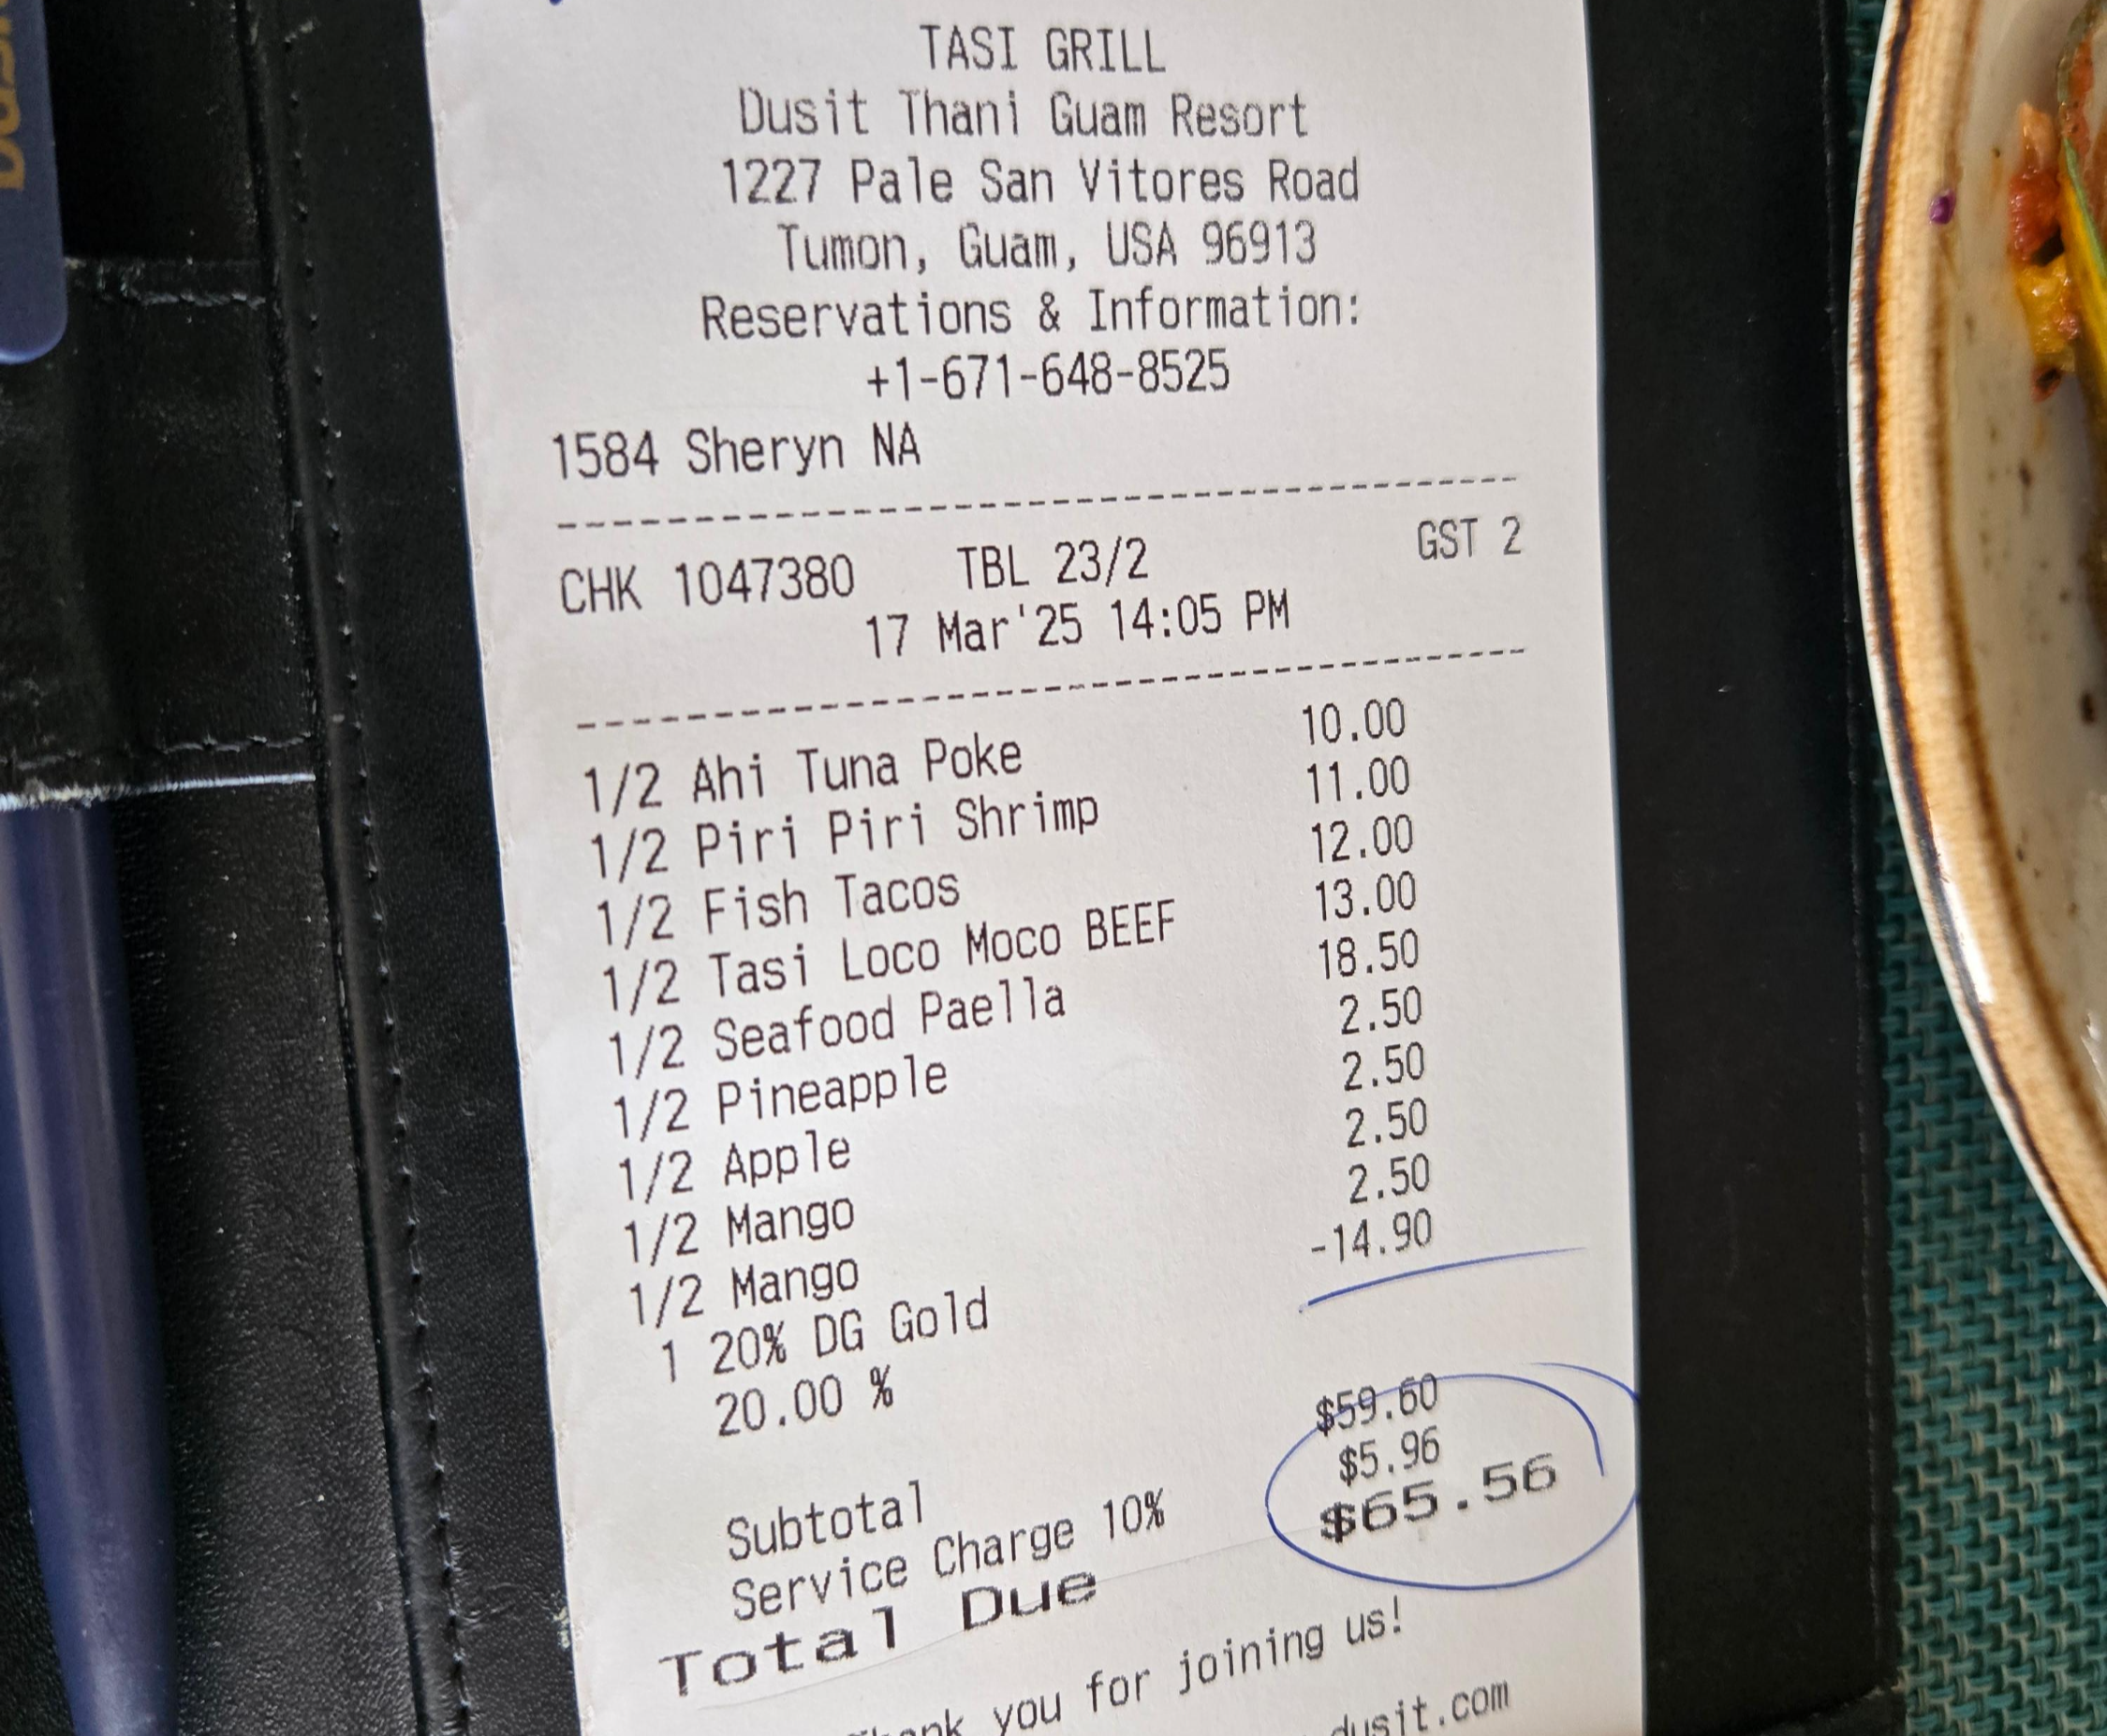 TASI GRILL
Dusit Thani Guam Resort
1227 Pale San Vitores Road
Tumon, Guam, USA 96913
Reservations & Information:
+1-671-648-8525
1584 Sheryn NA
CHK 1047380 TBL 23/2 GST 2
17 Mar'25 14:05 PM
1/2 Ahi Tuna Poke 10.00
1/2 Piri Piri Shrimp 11.00
1/2 Fish Tacos 12.00
1/2 Tasi Loco Moco BEEF 13.00
1/2 Seafood Paella 18.50
1/2 Pineapple 2.50
1/2 Apple 2.50
1/2 Mango 2.50
1/2 Mango 2.50
1 20% DG Gold -14.90
20.00 %
Subtotal $59.60
Service Charge 10% $5.96
Total Due $65.56
you for joining us!
dusit.com